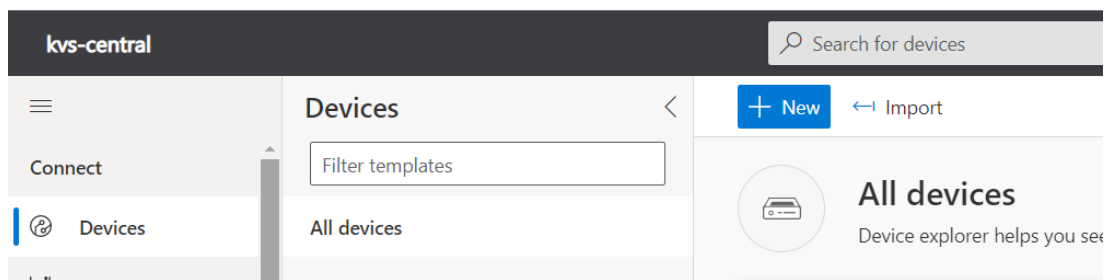 kvs-central
Search for devices
Connect
Devices
Devices
Filter templates
All devices
New
Import
All devices
Device explorer helps you see